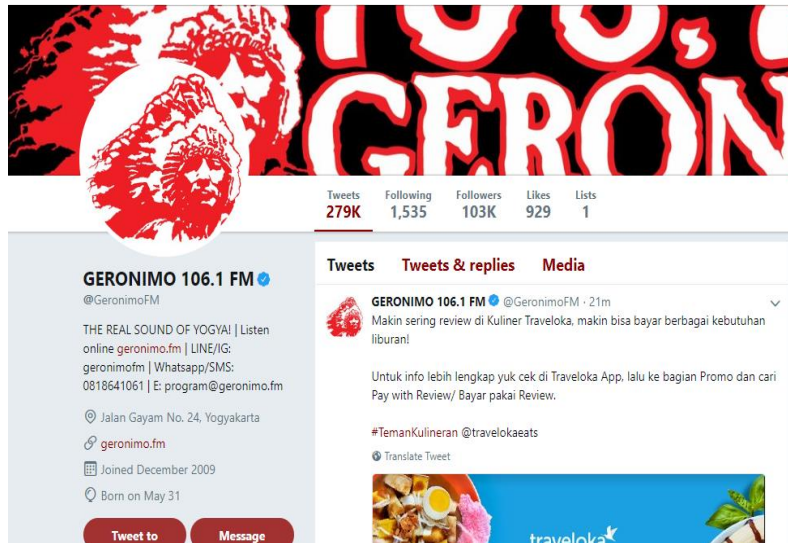 GERON
Tweets Following Followers Likes Lists
279K 1,535 103K 929 1
GERONIMO 106.1 FM
@GeronimoFM
THE REAL SOUND OF YOGYA! | Listen
online geronimo.fm | LINE/IG:
geronimofm | Whatsapp/SMS:
0818641061 | E: program@geronimo.fm
Jalan Gayam No. 24, Yogyakarta
geronimo.fm
Joined December 2009
Born on May 31
Tweet to Message
Tweets Tweets & replies Media
GERONIMO 106.1 FM @GeronimoFM · 21m
Makin sering review di Kuliner Traveloka, makin bisa bayar berbagai kebutuhan
liburan!
Untuk info lebih lengkap yuk cek di Traveloka App, lalu ke bagian Promo dan cari
Pay with Review/ Bayar pakai Review.
#TemanKulineran @travelokaeats
Translate Tweet
traveloka